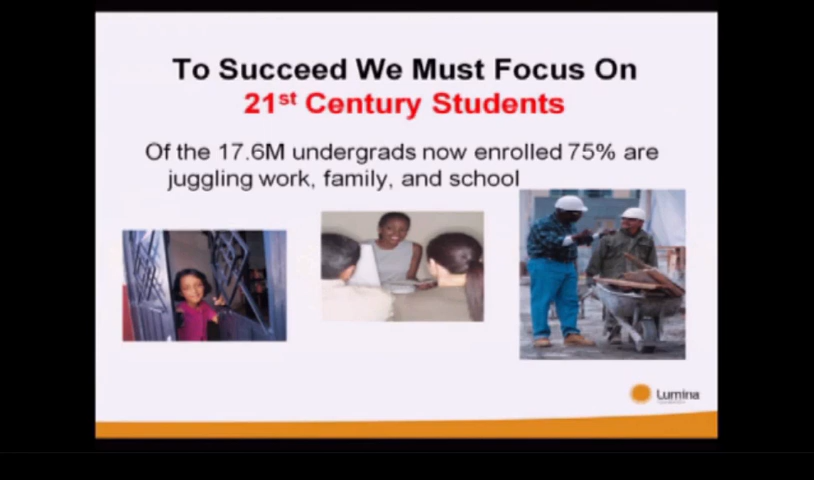 To Succeed We Must Focus On
21st Century Students
Of the 17.6M undergrads now enrolled 75% are
juggling work, family, and school
Lumina